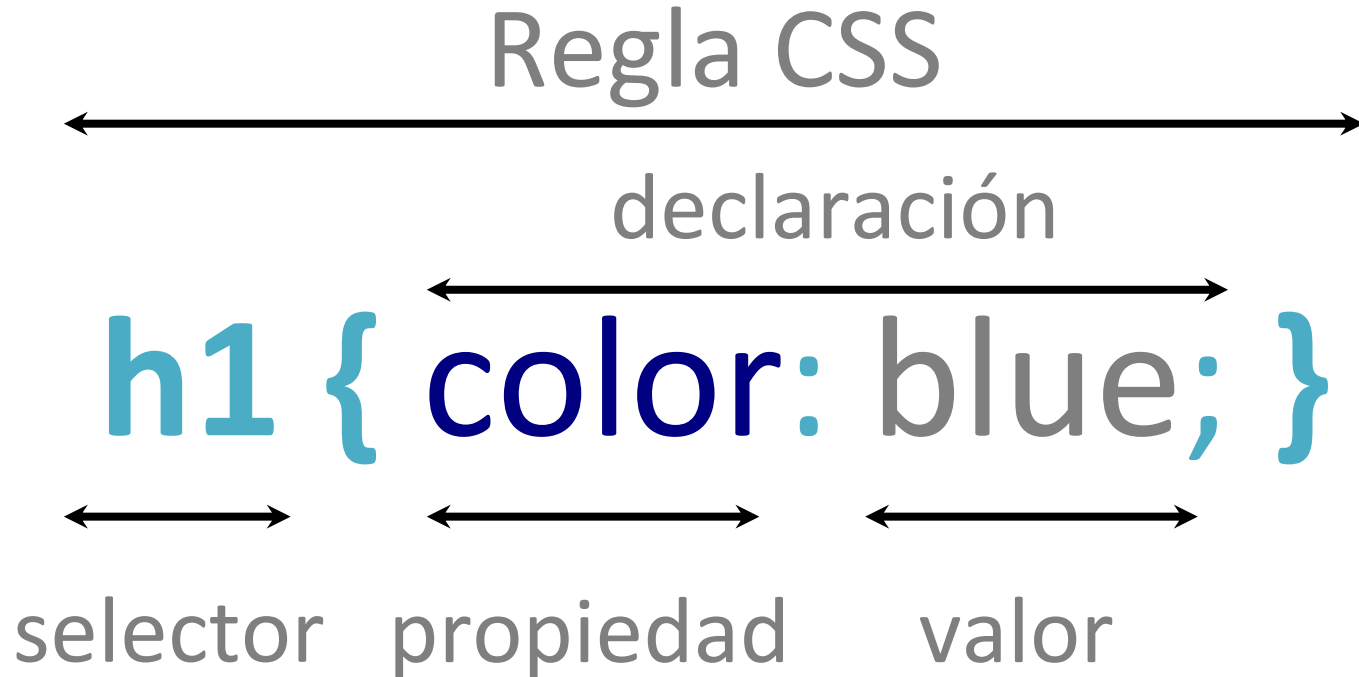 Regla CSS
declaración
h1 { color: blue; }
selector propiedad valor